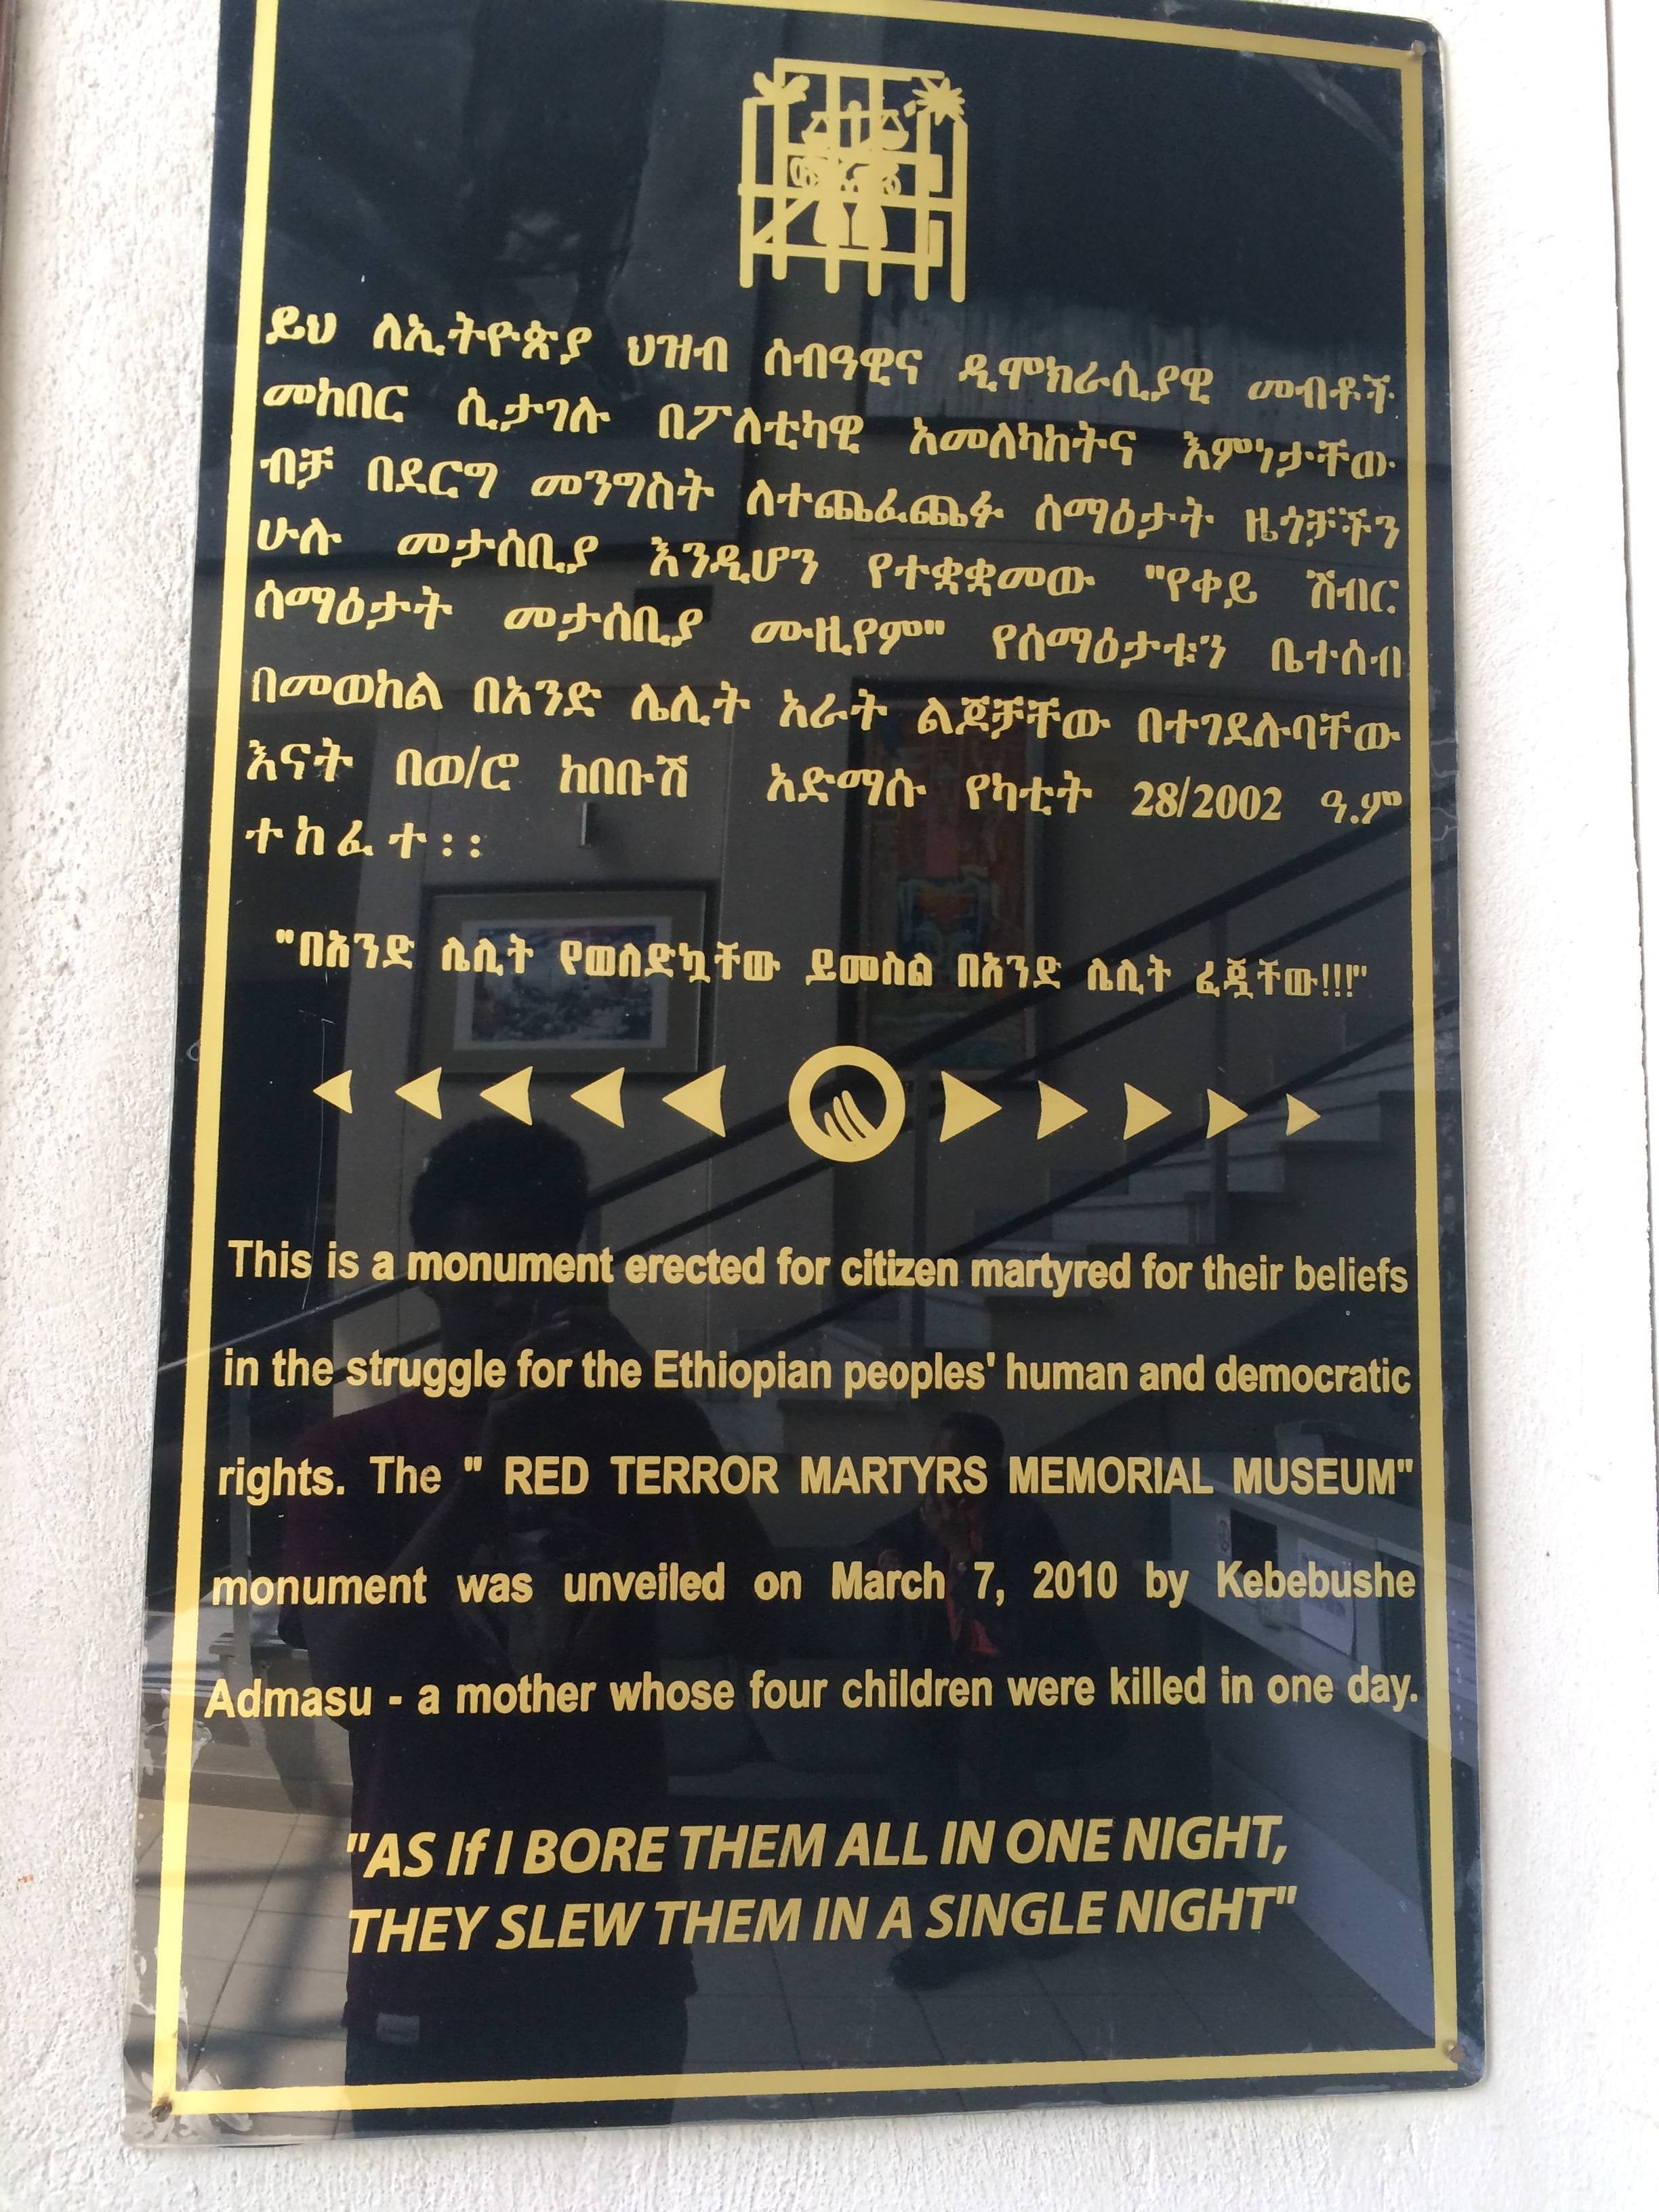 ይህ ለኢትዮጵያ ህዝብ ሰብዓዊና ዲሞክራሲያዊ መብቶች
መከበር ሲታገሉ በፖለቲካዊ አመለካከትና እምነታቸው
ብቻ በደርግ መንግስት ለተጨፈጨፉ ሰማዕታት ዜጎቻችን
ሁሉ መታሰቢያ እንዲሆን የተቋቋመው "የቀይ ሽብር
ሰማዕታት መታሰቢያ ሙዚየም" የሰማዕታቱን ቤተሰብ
በመወከል በአንድ ሌሊት አራት ልጆቻቸው በተገደሉባቸው
እናት በወ/ሮ ከበቡሽ አድማሱ የካቲት 28/2002 ዓ.ም
ተከፈተ፡፡
"በአንድ ሌሊት የወለድኳቸው ይመስል በአንድ ሌሊት ፈጇቸው!!!"
This is a monument erected for citizen martyred for their beliefs
in the struggle for the Ethiopian peoples' human and democratic
rights. The " RED TERROR MARTYRS MEMORIAL MUSEUM"
monument was unveiled on March 7, 2010 by Kebebushe
Admasu - a mother whose four children were killed in one day.
"AS If I BORE THEM ALL IN ONE NIGHT,
THEY SLEW THEM IN A SINGLE NIGHT"